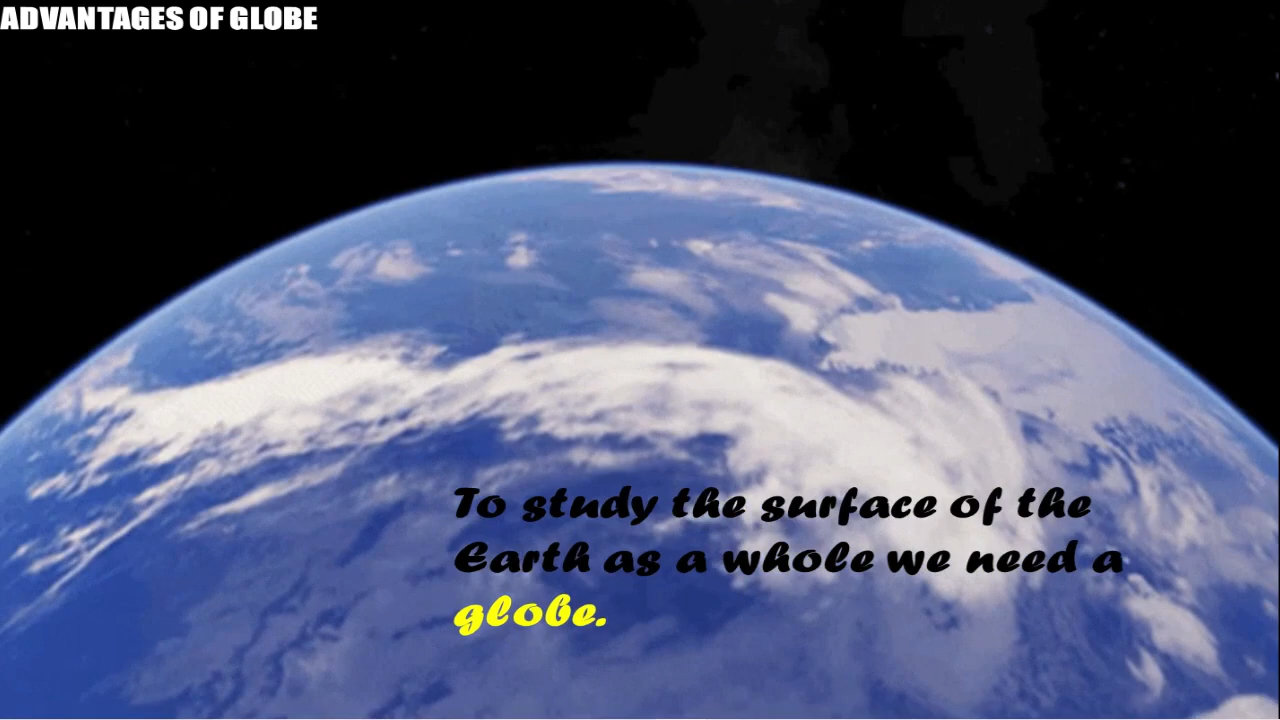 ADVANTAGES OF GLOBE
To study the surface of the
Earth as a whole we need a
globe.